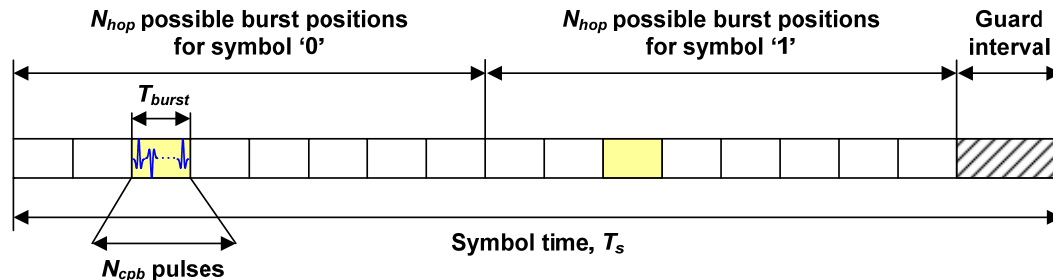 N_hop possible burst positions
for symbol ‘0’
N_hop possible burst positions
for symbol ‘1’
Guard
interval
T_burst
Symbol time, T_s
N_cpb pulses